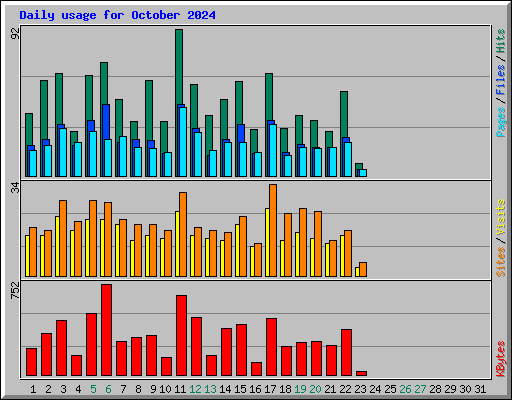 Daily usage for October 2024
92
Pages / Files / Hits
34
Sites / Visits
752
KBytes
1 2 3 4 5 6 7 8 9 10 11 12 13 14 15 16 17 18 19 20 21 22 23 24 25 26 27 28 29 30 31